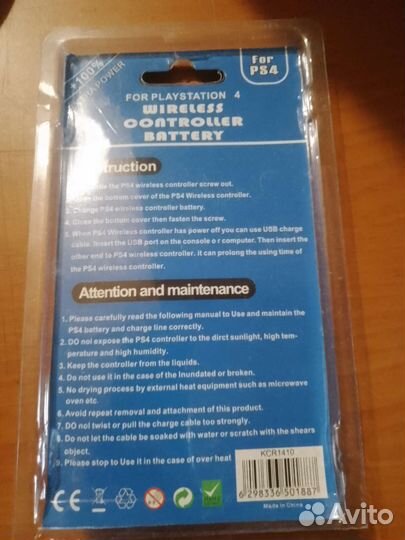 +100%
POWER
For
PS4
FOR PLAYSTATION 4
WIRELESS
CONTROLLER
BATTERY
truction
the PS4 wireless controller screw out.
the bottom cover of the PS4 Wireless controller.
3. Change PS4 wireless controller battery.
4. Close the bottom cover then fasten the screw.
5. When PS4 Wireless controller has power off you can use USB charge
cable. Insert the USB port on the console o r computer. Then insert the
other end to PS4 wireless controller. It can prolong the using time of
the PS4 wireless controller.
Attention and maintenance
1. Please carefully read the following manual to Use and maintain the
PS4 battery and charge line correctly.
2. DO nol expose the PS4 controller to the dirct sunlight, high tem-
perature and high humidity.
3. Keep the controller from the liquids.
4. Do not use it in the case of the Inundated or broken.
5. No drying process by external heat equipment such as microwave
oven etc.
6. Avoid repeat removal and attachment of this product.
7. DO not twist or pull the charge cable too strongly.
8. Do not let the cable be soaked with water or scratch with the shears
object.
9. Please stop to Use it in the case of over heat
KCR1410
6 298336 501887
Made in China
CE
Avito